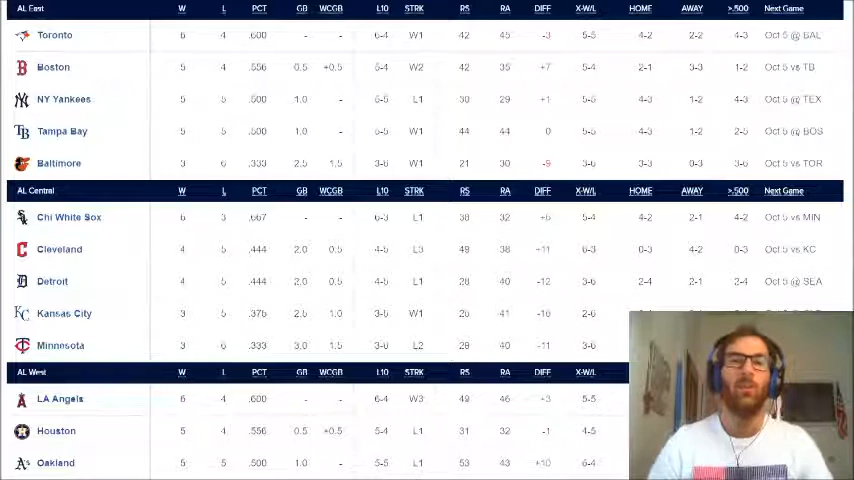 AL East W L PCT GB WCGB L10 STRK RS RA DIFF X-W/L HOME AWAY >.500 Next Game
Toronto 6 4 .600 - - 6-4 W1 42 45 -3 5-5 4-2 2-2 4-3 Oct 5 @ BAL
Boston 5 4 .556 0.5 +0.5 5-4 W2 42 35 +7 5-4 2-1 3-3 1-2 Oct 5 vs TB
NY Yankees 5 5 .500 1.0 - 5-5 L1 30 29 +1 5-5 4-3 1-2 4-3 Oct 5 @ TEX
Tampa Bay 5 5 .500 1.0 - 5-5 W1 44 44 0 5-5 4-3 1-2 2-5 Oct 5 @ BOS
Baltimore 3 6 .333 2.5 1.5 3-6 W1 21 30 -9 3-6 3-3 0-3 3-6 Oct 5 vs TOR
AL Central W L PCT GB WCGB L10 STRK RS RA DIFF X-W/L HOME AWAY >.500 Next Game
Chi White Sox 6 3 .667 - - 6-3 L1 38 32 +6 5-4 4-2 2-1 4-2 Oct 5 vs MIN
Cleveland 4 5 .444 2.0 0.5 4-5 L3 49 38 +11 6-3 0-3 4-2 0-3 Oct 5 vs KC
Detroit 4 5 .444 2.0 0.5 4-5 L1 28 40 -12 3-6 2-4 2-1 2-4 Oct 5 @ SEA
Kansas City 3 5 .375 2.5 1.0 3-5 W1 25 41 -16 2-6
Minnesota 3 6 .333 3.0 1.5 3-6 L2 29 40 -11 3-6
AL West W L PCT GB WCGB L10 STRK RS RA DIFF X-W/L
LA Angels 6 4 .600 - - 6-4 W3 49 46 +3 5-5
Houston 5 4 .556 0.5 +0.5 5-4 L1 31 32 -1 4-5
Oakland 5 5 .500 1.0 - 5-5 L1 53 43 +10 6-4